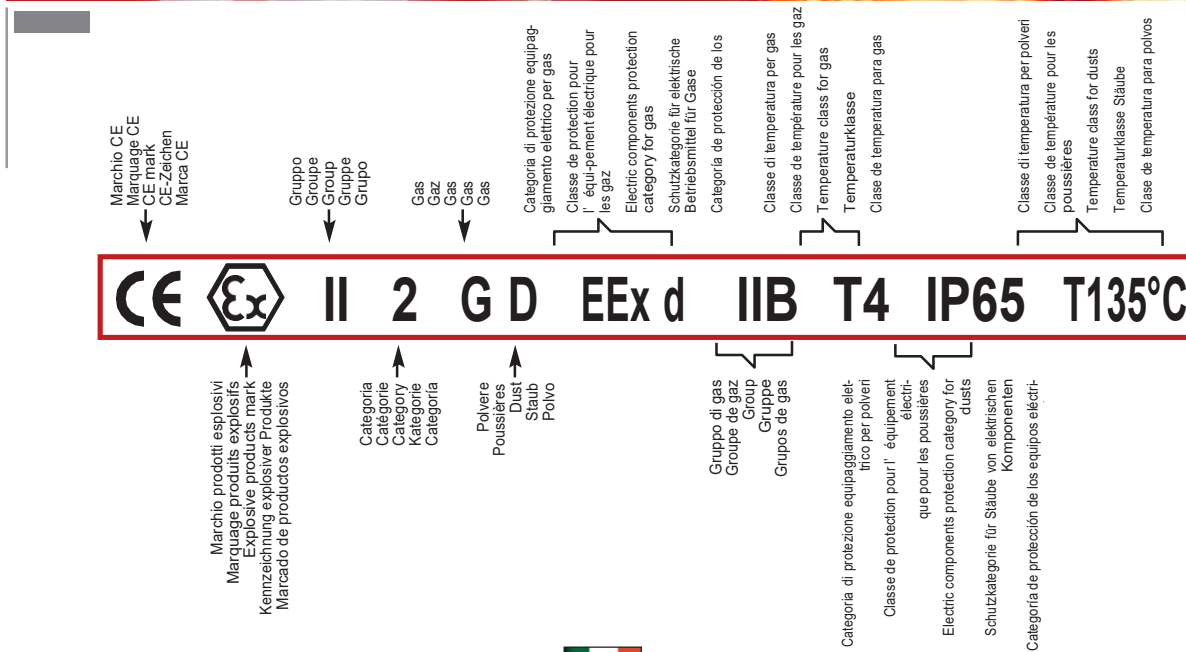 Marchio CE
Marquage CE
CE mark
CE-Zeichen
Marca CE
Gruppo
Groupe
Group
Gruppe
Grupo
Gas
Gaz
Gas
Gas
Gas
Categoria di protezione equipag-
giamento elettrico per gas
Classe de protection pour
l' équi-pement électrique pour
les gaz
Electric components protection
category for gas
Schutzkategorie für elektrische
Betriebsmittel für Gase
Categoría de protección de los
Classe di temperatura per gas
Classe de température pour les gaz
Temperature class for gas
Temperaturklasse
Clase de temperatura para gas
Classe di temperatura per polveri
Classe de température pour les
poussières
Temperature class for dusts
Temperaturklasse Stäube
Clase de temperatura para polvos
CE Ex II 2 G D EEx d IIB T4 IP65 T135°C
Marchio prodotti esplosivi
Marquage produits explosifs
Explosive products mark
Kennzeichnung explosiver Produkte
Marcado de productos explosivos
Categoria
Catégorie
Category
Kategorie
Categoría
Polvere
Poussières
Dust
Staub
Polvo
Gruppo di gas
Groupe de gaz
Group
Gruppe
Grupos de gas
Categoria di protezione equipaggiamento elet-
trico per polveri
Classe de protection pour l' équipement
électri-
que pour les poussières
Electric components protection category for
dusts
Schutzkategorie für Stäube von elektrischen
Komponenten
Categoría de protección de los equipos eléctri-